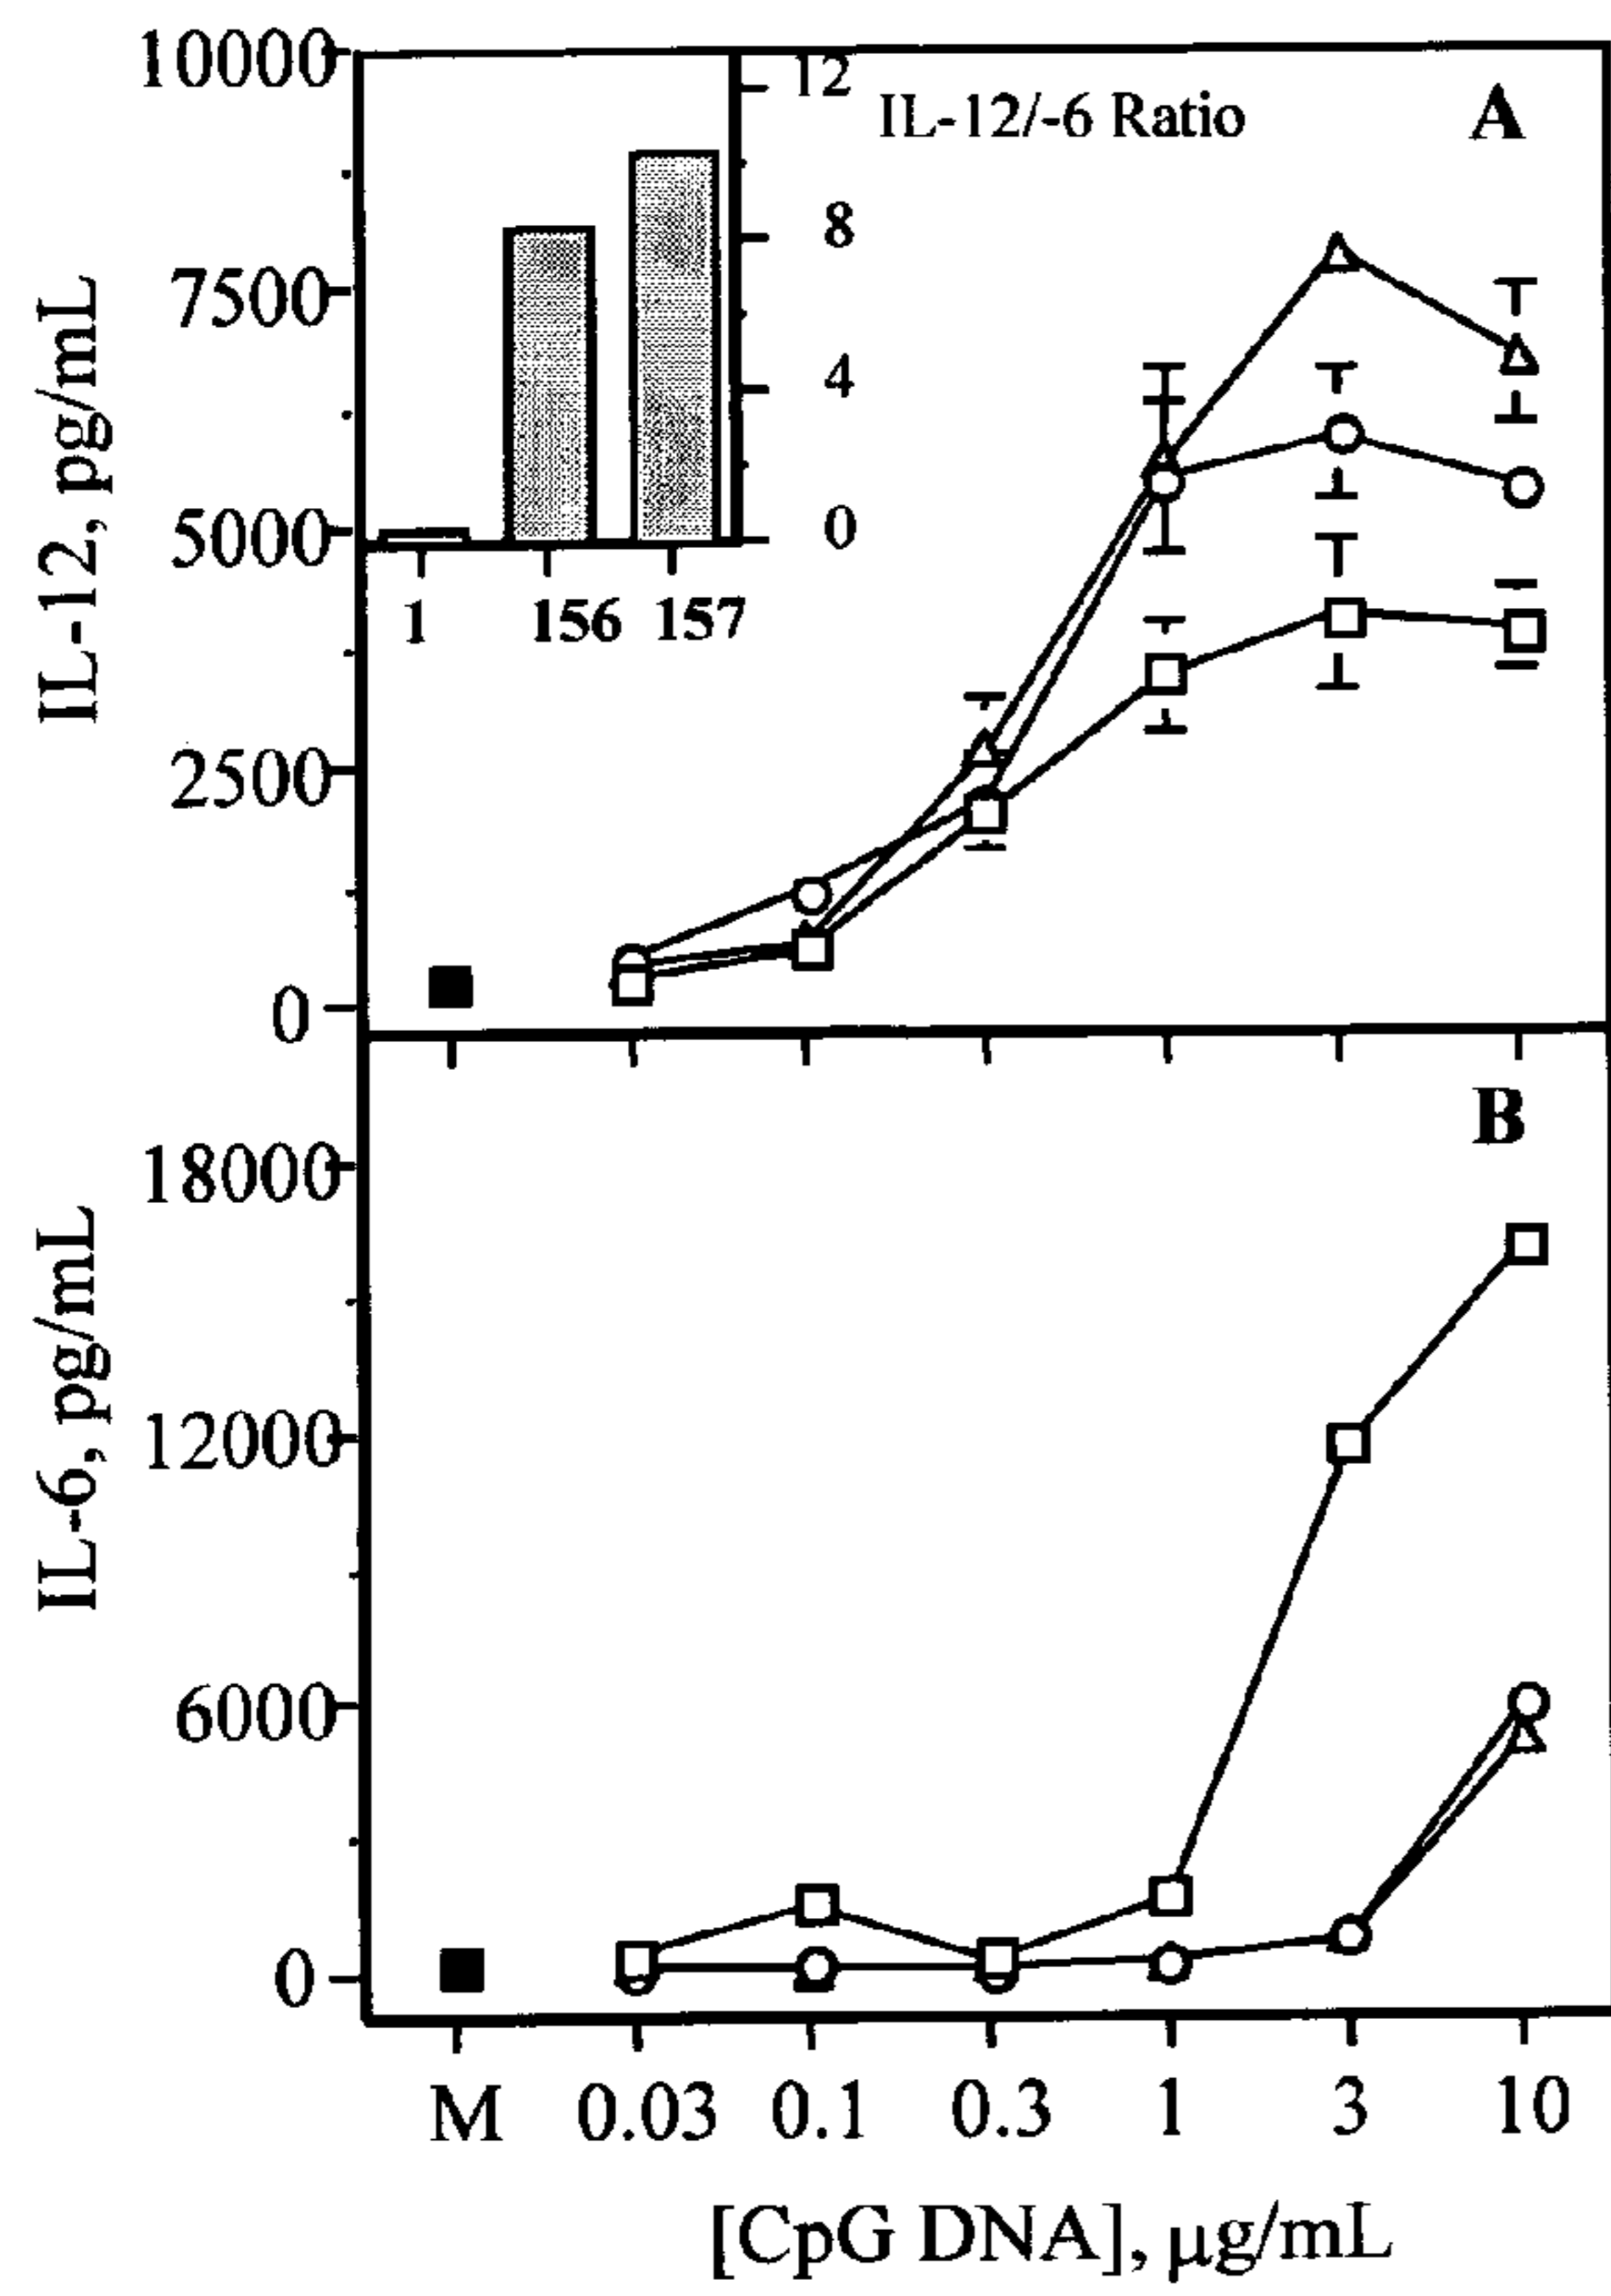 10000
7500
5000
2500
0
IL-12, pg/mL
12
8
4
0
IL-12/-6 Ratio
A
1 156 157
B
18000
12000
6000
0
IL-6, pg/mL
M 0.03 0.1 0.3 1 3 10
[CpG DNA], μg/mL